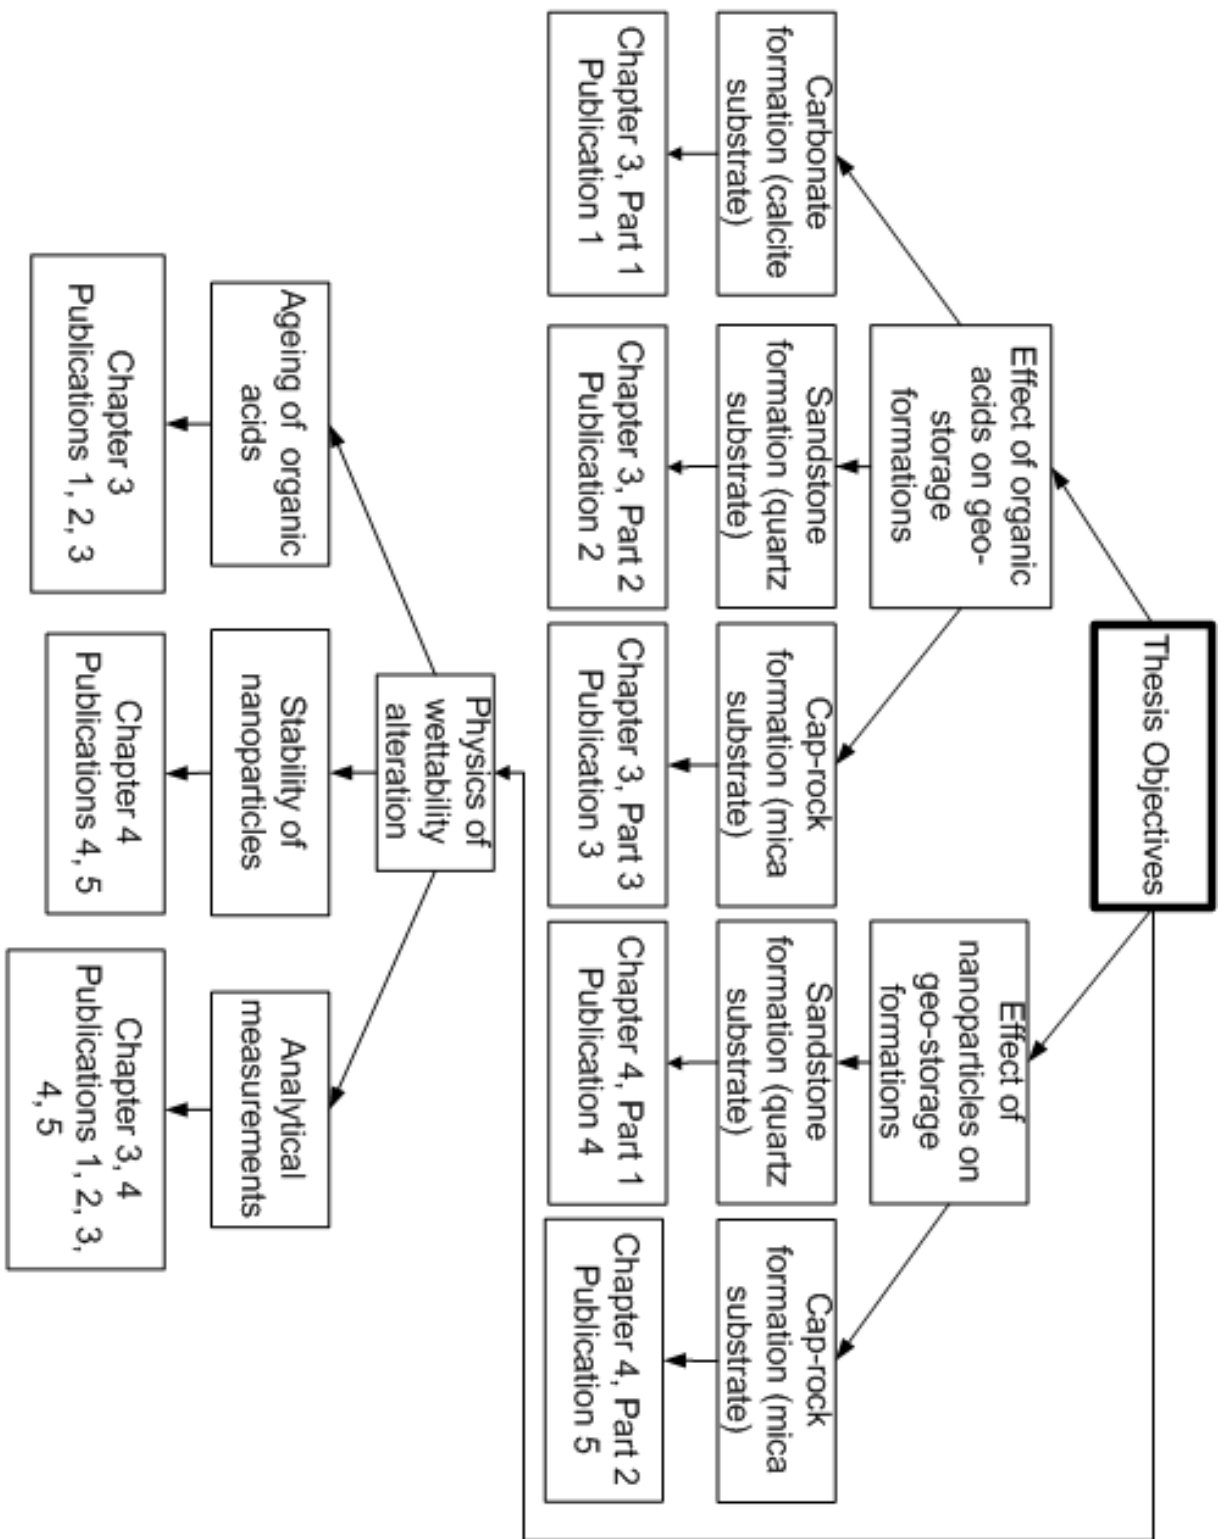 Thesis Objectives
Effect of organic
acids on geo-
storage
formations
Effect of
nanoparticles on
geo-storage
formations
Carbonate
formation (calcite
substrate)
Sandstone
formation (quartz
substrate)
Cap-rock
formation (mica
substrate)
Sandstone
formation (quartz
substrate)
Cap-rock
formation (mica
substrate)
Chapter 3, Part 1
Publication 1
Chapter 3, Part 2
Publication 2
Chapter 3, Part 3
Publication 3
Chapter 4, Part 1
Publication 4
Chapter 4, Part 2
Publication 5
Physics of
wettability
alteration
Ageing of organic
acids
Stability of
nanoparticles
Analytical
measurements
Chapter 3
Publications 1, 2, 3
Chapter 4
Publications 4, 5
Chapter 3, 4
Publications 1, 2, 3,
4, 5